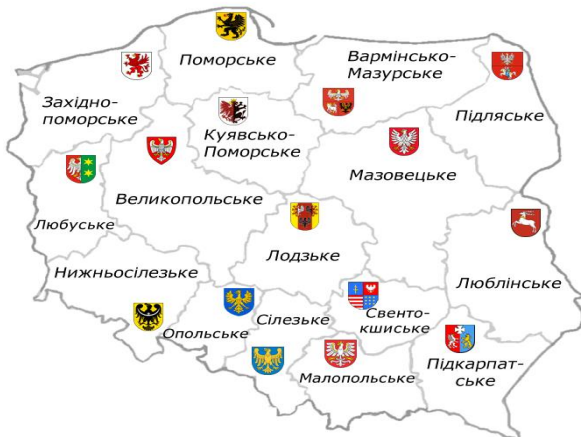 Поморське
Вармінсько-
Мазурське
Західно-
поморське
Куявсько-
Поморське
Підляське
Мазовецьке
Великопольське
Любуське
Лодзьке
Нижньосілезьке
Люблінське
Опольське
Сілезьке
Свенто-
кшиське
Малопольське
Підкарпат-
ське